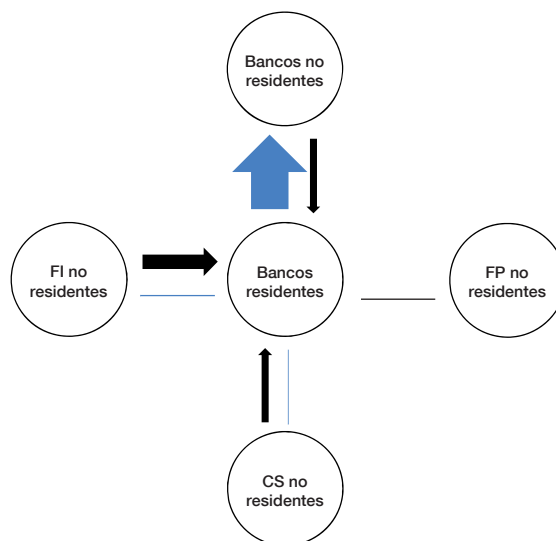 Bancos no
residentes
FI no
residentes
Bancos
residentes
FP no
residentes
CS no
residentes